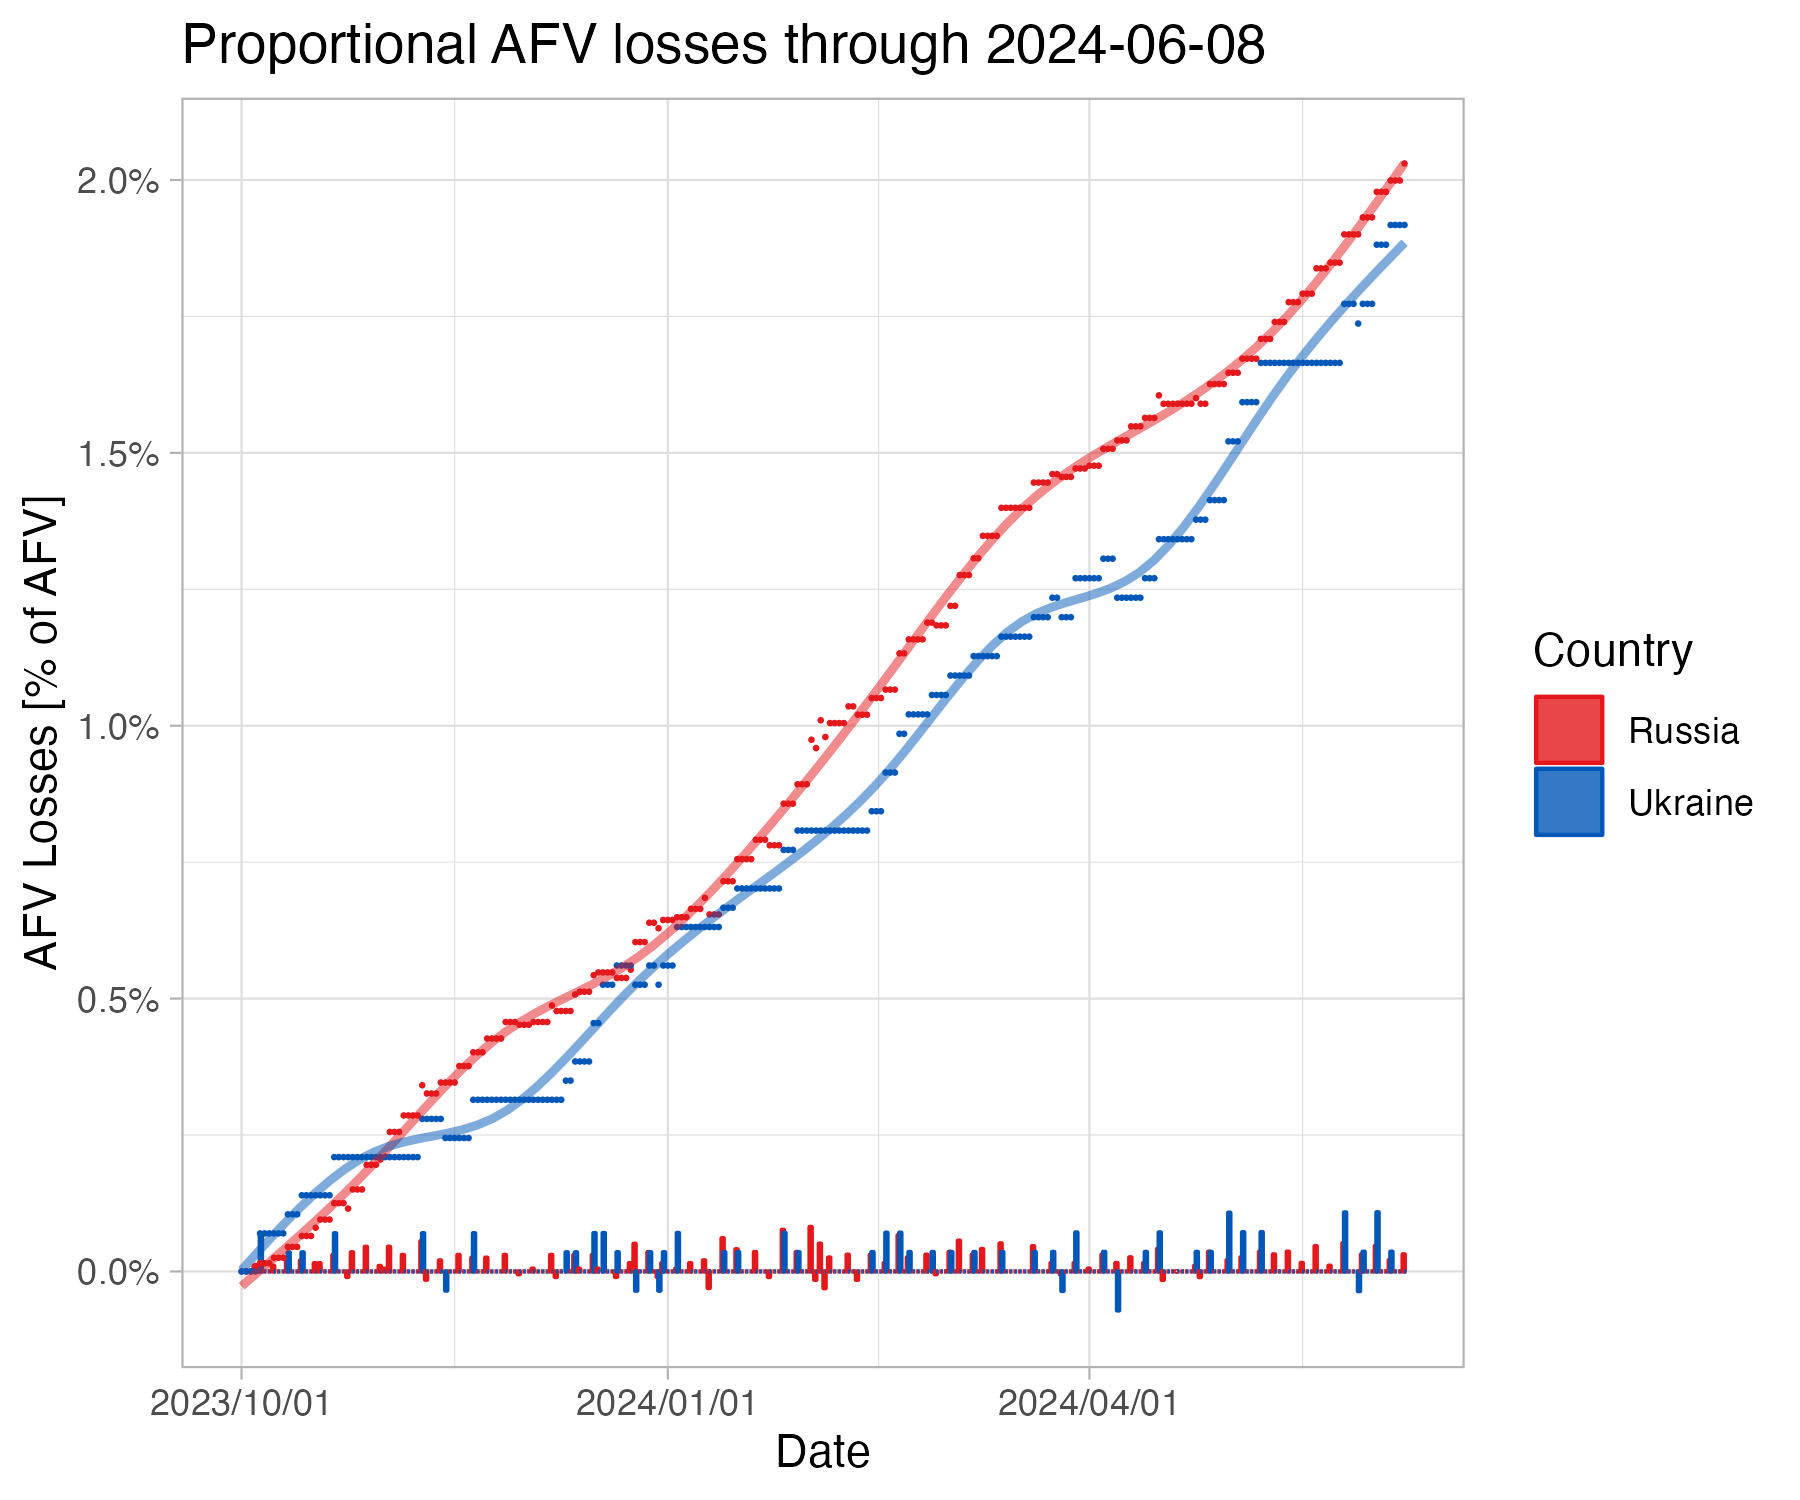 Proportional AFV losses through 2024-06-08
AFV Losses [% of AFV]
2.0%
1.5%
1.0%
0.5%
0.0%
2023/10/01
2024/01/01
2024/04/01
Date
Country
Russia
Ukraine